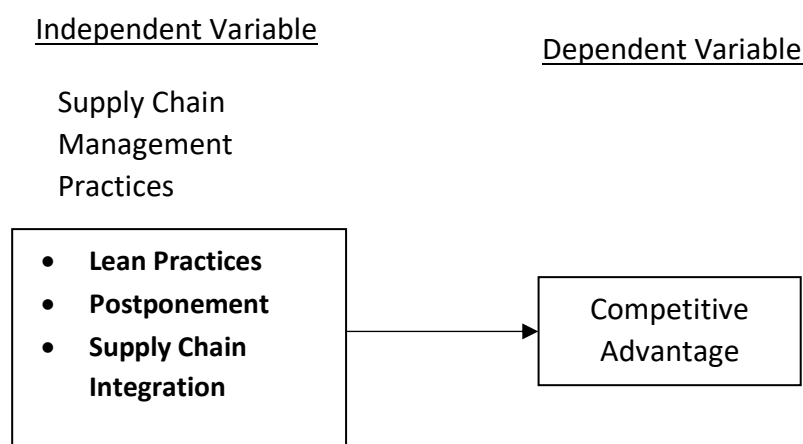 Independent Variable
Dependent Variable
Supply Chain
Management
Practices
• Lean Practices
• Postponement
• Supply Chain
Integration
Competitive
Advantage